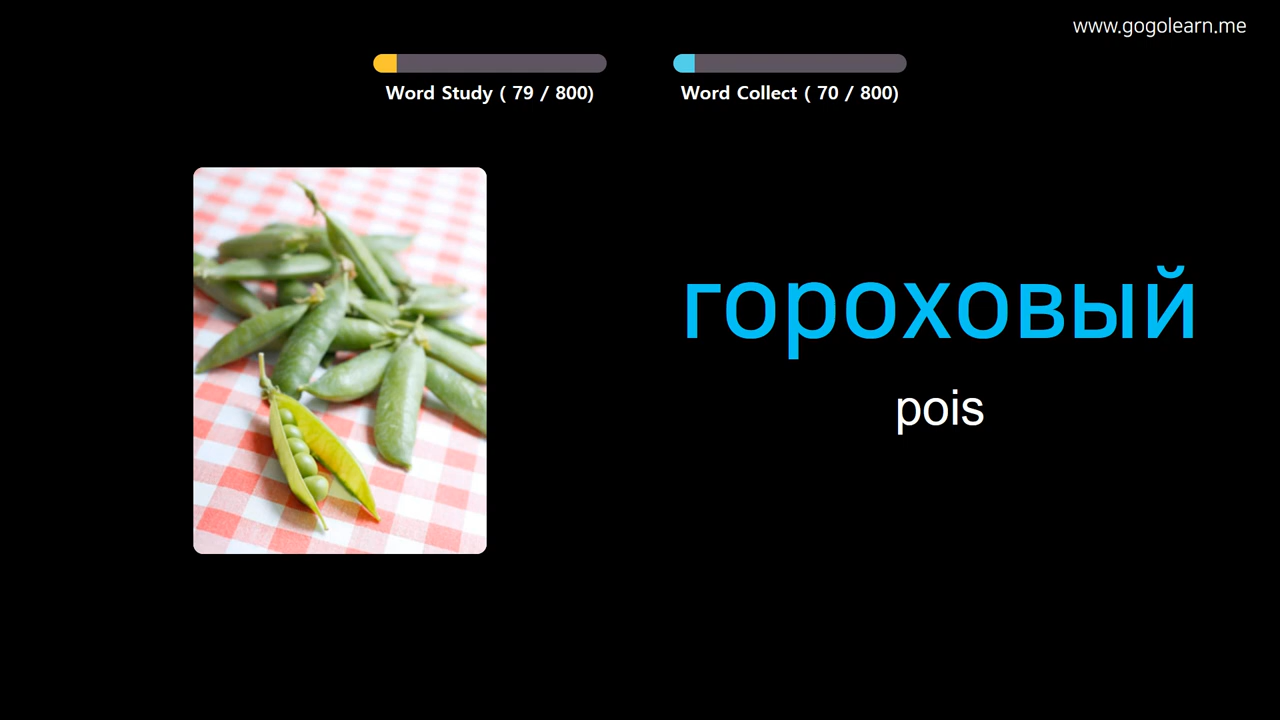 www.gogolearn.me
Word Study ( 79 / 800)
Word Collect ( 70 / 800)
гороховый
pois